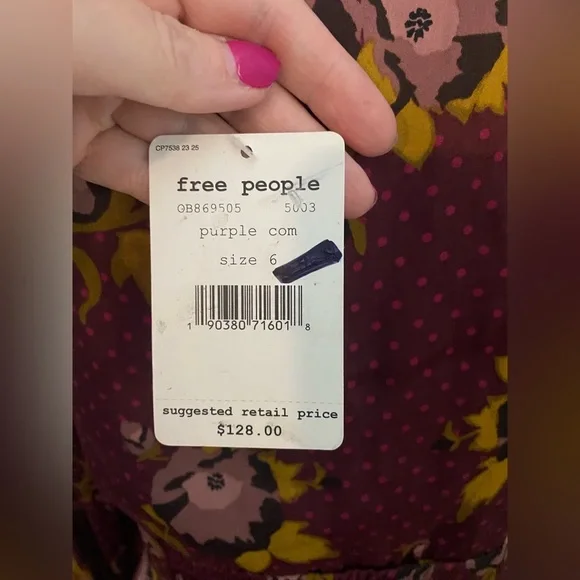 CP7538 23 25
free people
OB869505 5003
purple com
size 6
1 90380 71601 8
suggested retail price
$128.00